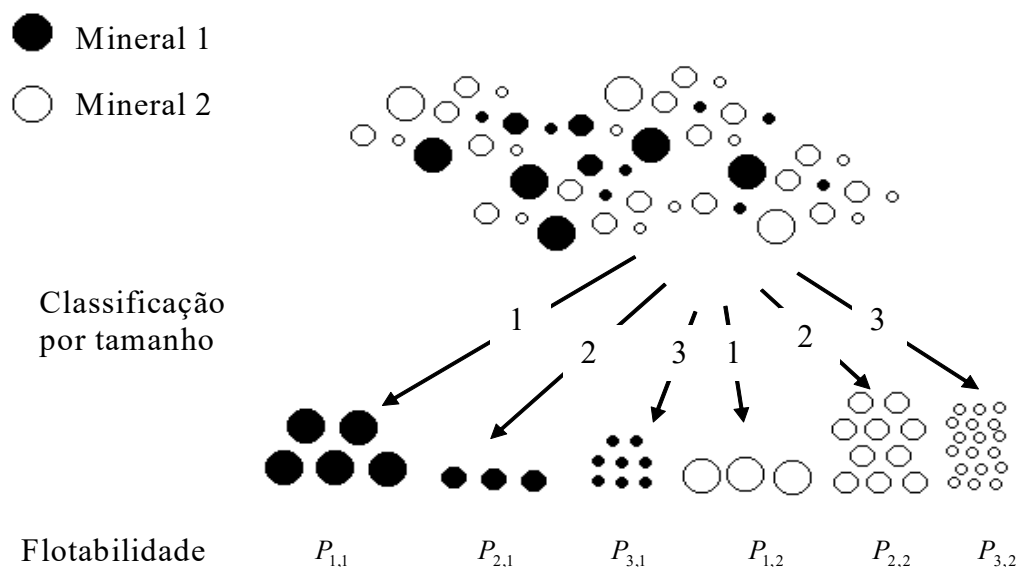 Mineral 1
Mineral 2
Classificação
por tamanho
1
2
3
1
2
3
Flotabilidade P1,1 P2,1 P3,1 P1,2 P2,2 P3,2